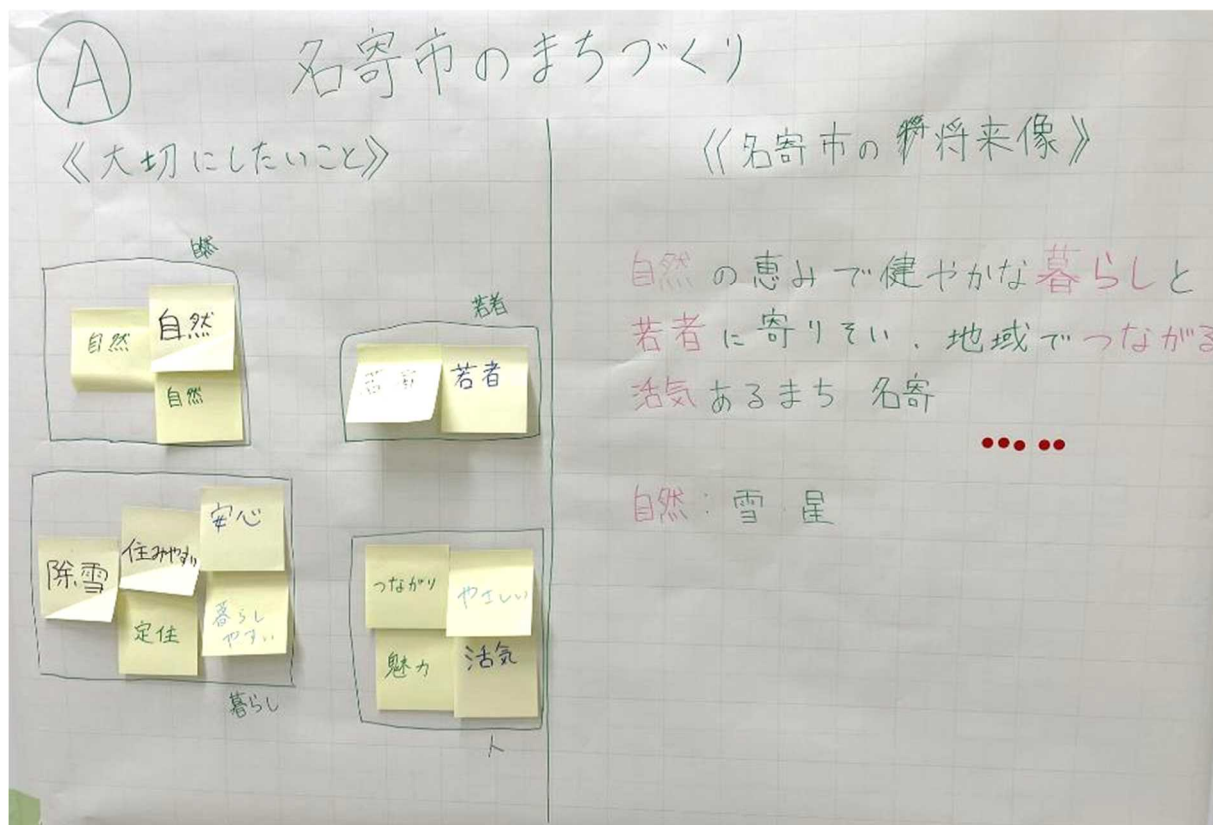 A
名寄市のまちづくり
《大切にしたいこと》
自然
自然
自然
自然
若者
若者
除雪
住みやすい
安心
定住
暮らし
やすい
暮らし
つながり
やさしい
魅力
活気
人
《名寄市の将来像》
自然の恵みで健やかな暮らしと
若者に寄りそい、地域でつながる
活気あるまち 名寄
自然:雪 星